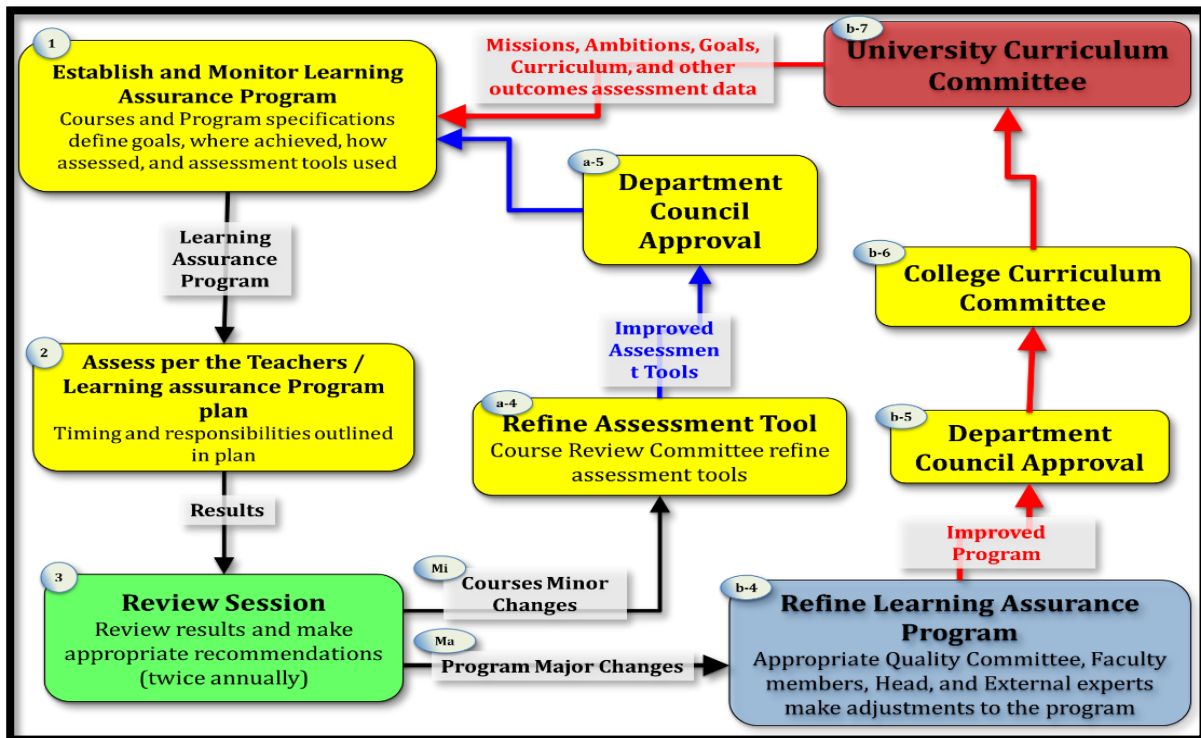 1
Establish and Monitor Learning
Assurance Program
Courses and Program specifications
define goals, where achieved, how
assessed, and assessment tools used
Missions, Ambitions, Goals,
Curriculum, and other
outcomes assessment data
b-7
University Curriculum
Committee
a-5
Department
Council
Approval
Learning
Assurance
Program
b-6
College Curriculum
Committee
2
Assess per the Teachers /
Learning assurance Program
plan
Timing and responsibilities outlined
in plan
Improved
Assessmen
t Tools
a-4
Refine Assessment Tool
Course Review Committee refine
assessment tools
b-5
Department
Council Approval
Results
Improved
Program
3
Review Session
Review results and make
appropriate recommendations
(twice annually)
Mi
Courses Minor
Changes
Ma
Program Major Changes
b-4
Refine Learning Assurance
Program
Appropriate Quality Committee, Faculty
members, Head, and External experts
make adjustments to the program